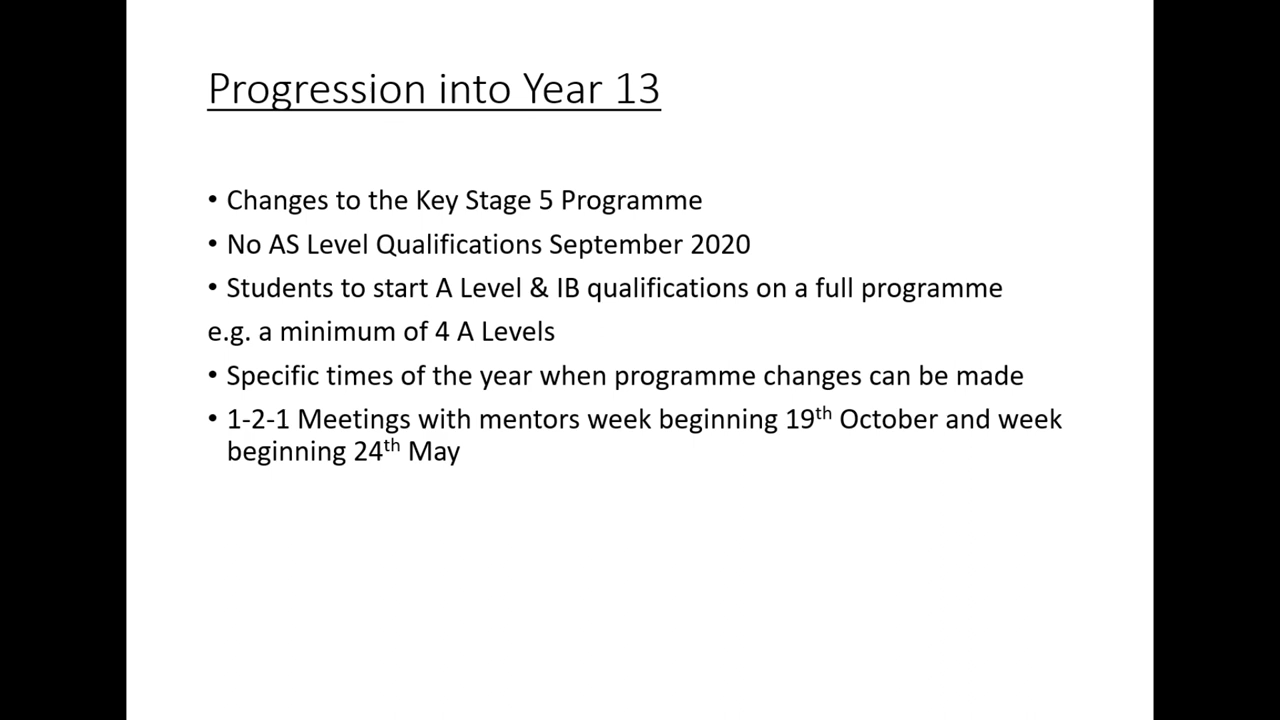 Progression into Year 13
• Changes to the Key Stage 5 Programme
• No AS Level Qualifications September 2020
• Students to start A Level & IB qualifications on a full programme
e.g. a minimum of 4 A Levels
• Specific times of the year when programme changes can be made
• 1-2-1 Meetings with mentors week beginning 19th October and week
beginning 24th May